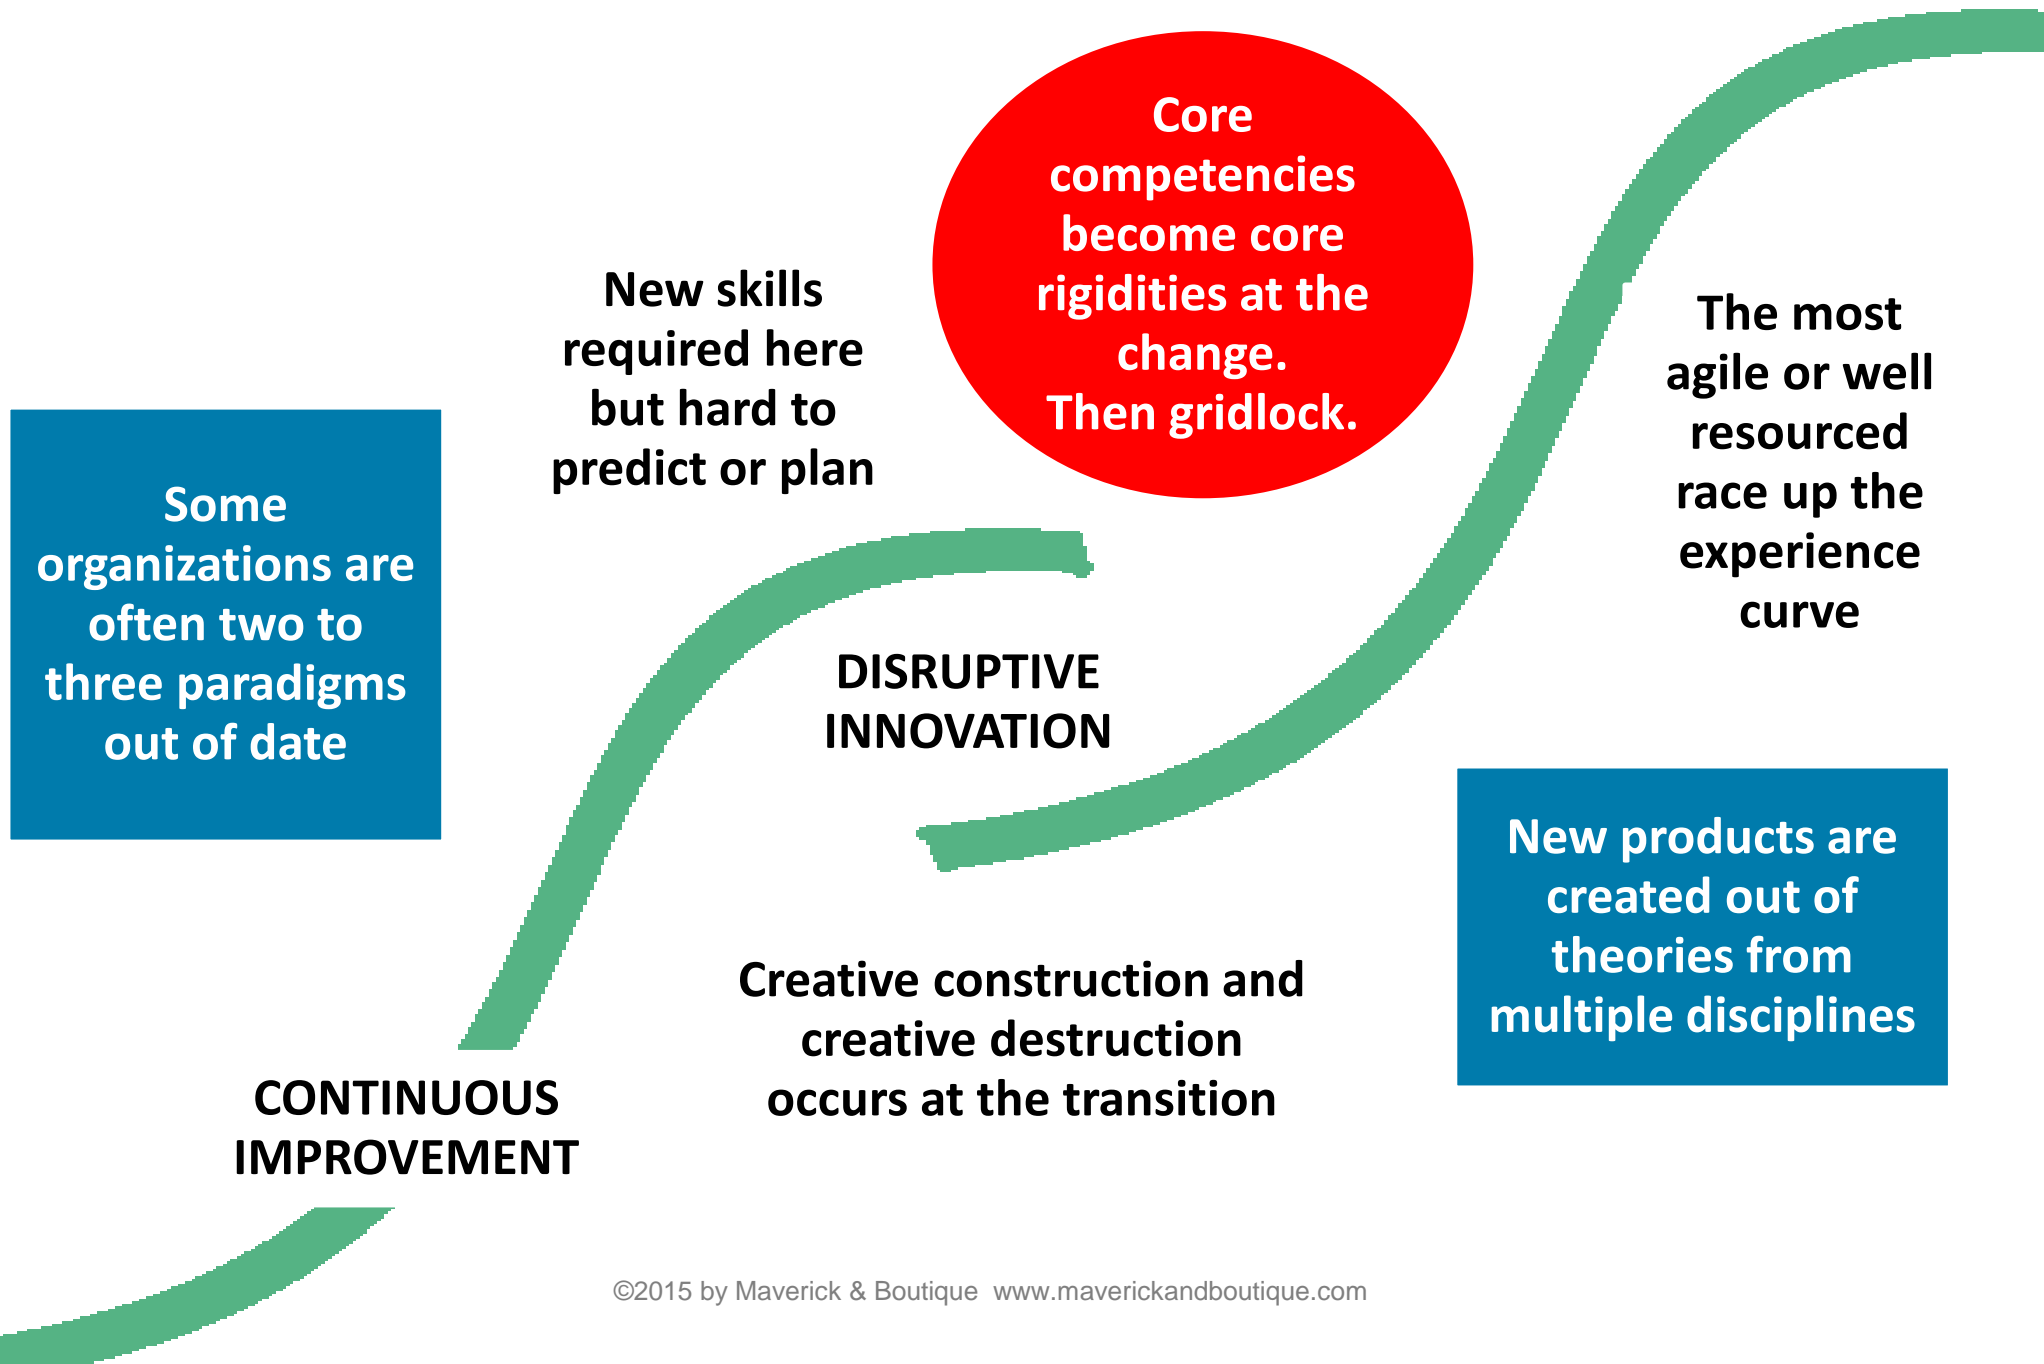 Some
organizations are
often two to
three paradigms
out of date
New skills
required here
but hard to
predict or plan
Core
competencies
become core
rigidities at the
change.
Then gridlock.
The most
agile or well
resourced
race up the
experience
curve
DISRUPTIVE
INNOVATION
New products are
created out of
theories from
multiple disciplines
Creative construction and
creative destruction
occurs at the transition
CONTINUOUS
IMPROVEMENT
©2015 by Maverick & Boutique www.maverickandboutique.com